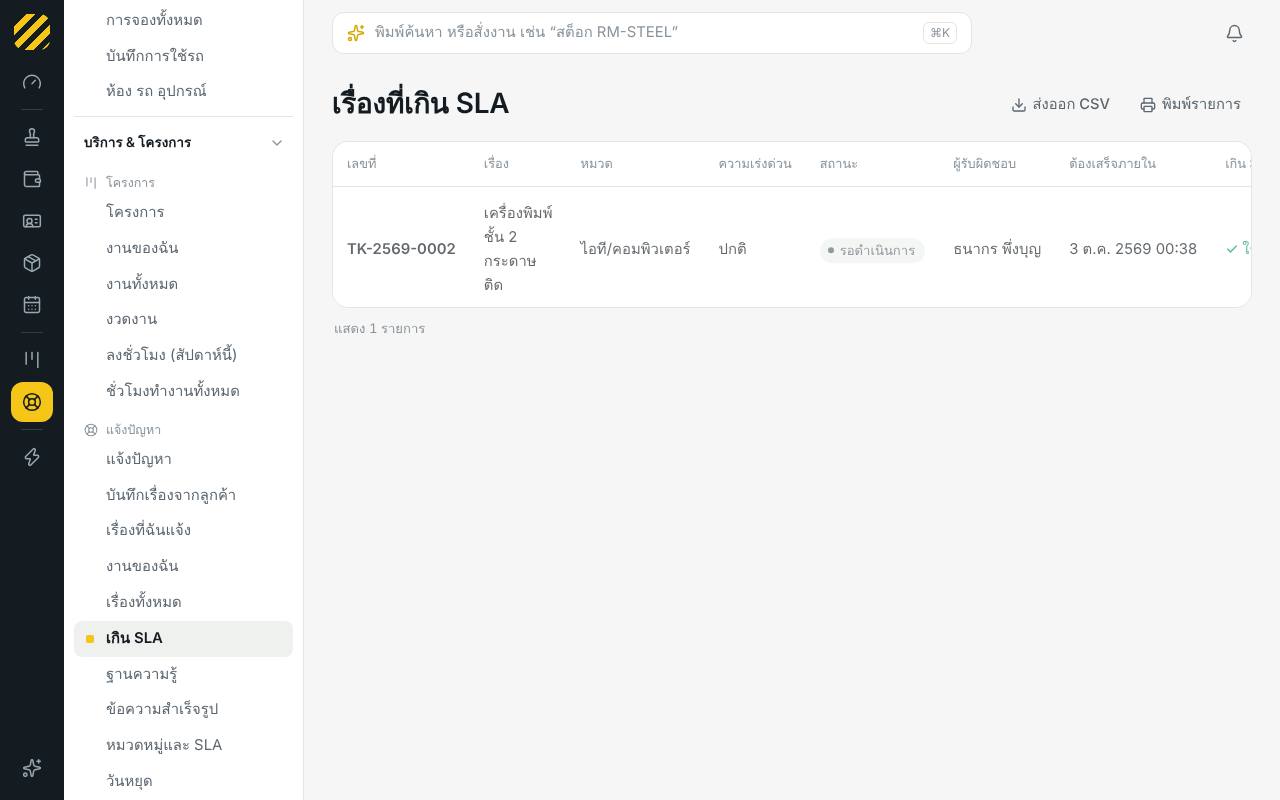 การจองทั้งหมด
บันทึกการใช้รถ
ห้อง รถ อุปกรณ์
บริการ & โครงการ
โครงการ
โครงการ
งานของฉัน
งานทั้งหมด
งวดงาน
ลงชั่วโมง (สัปดาห์นี้)
ชั่วโมงทำงานทั้งหมด
แจ้งปัญหา
แจ้งปัญหา
บันทึกเรื่องจากลูกค้า
เรื่องที่ฉันแจ้ง
งานของฉัน
เรื่องทั้งหมด
เกิน SLA
ฐานความรู้
ข้อความสำเร็จรูป
หมวดหมู่และ SLA
วันหยุด
พิมพ์ค้นหา หรือสั่งงาน เช่น “สต็อก RM-STEEL” ⌘K
เรื่องที่เกิน SLA
ส่งออก CSV พิมพ์รายการ
เลขที่ เรื่อง หมวด ความเร่งด่วน สถานะ ผู้รับผิดชอบ ต้องเสร็จภายใน เกิน
TK-2569-0002 เครื่องพิมพ์ ชั้น 2 กระดาษ ติด ไอที/คอมพิวเตอร์ ปกติ รอดำเนินการ ธนากร พึ่งบุญ 3 ต.ค. 2569 00:38
แสดง 1 รายการ